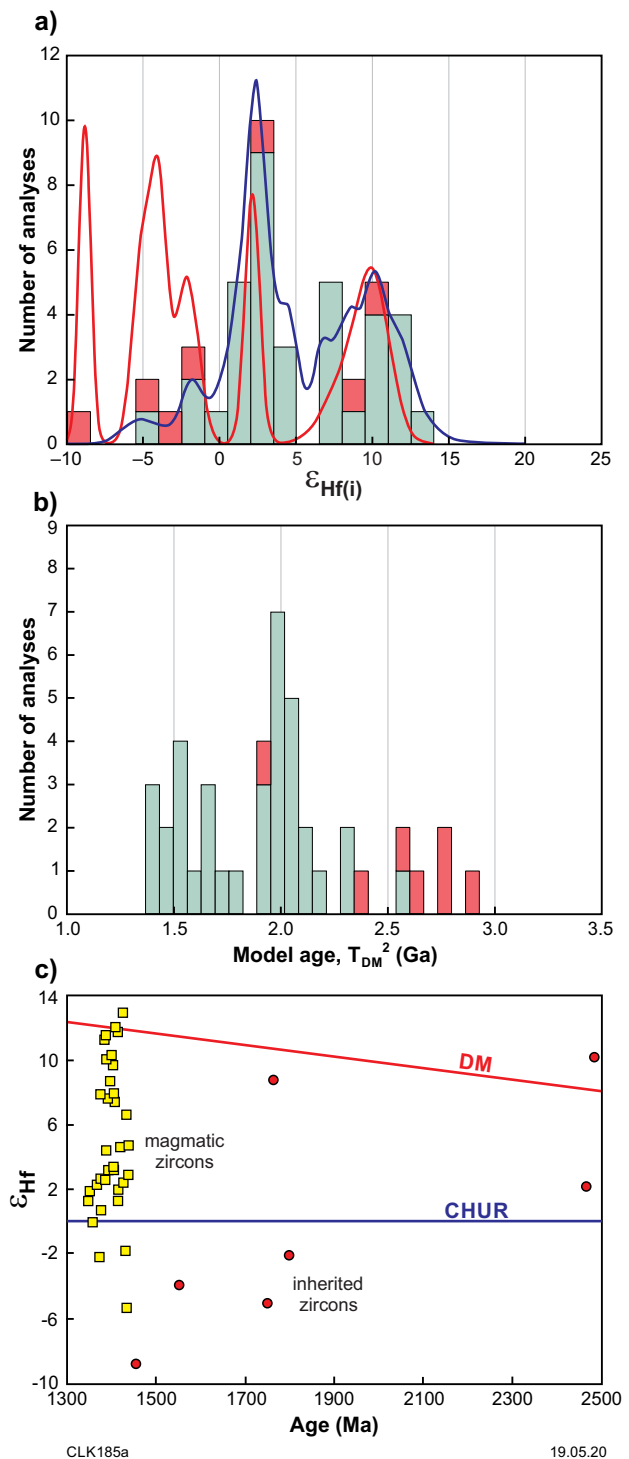 a)
12
10
8
6
4
2
0
Number of analyses
–10 –5 0 5 10 15 20 25
εHf(i)
b)
9
8
7
6
5
4
3
2
1
0
Number of analyses
1.0 1.5 2.0 2.5 3.0 3.5
Model age, TDM² (Ga)
c)
14
10
6
2
-2
-6
-10
εHf
DM
magmatic
zircons
CHUR
inherited
zircons
1300 1500 1700 1900 2100 2300 2500
Age (Ma)
CLK185a 19.05.20